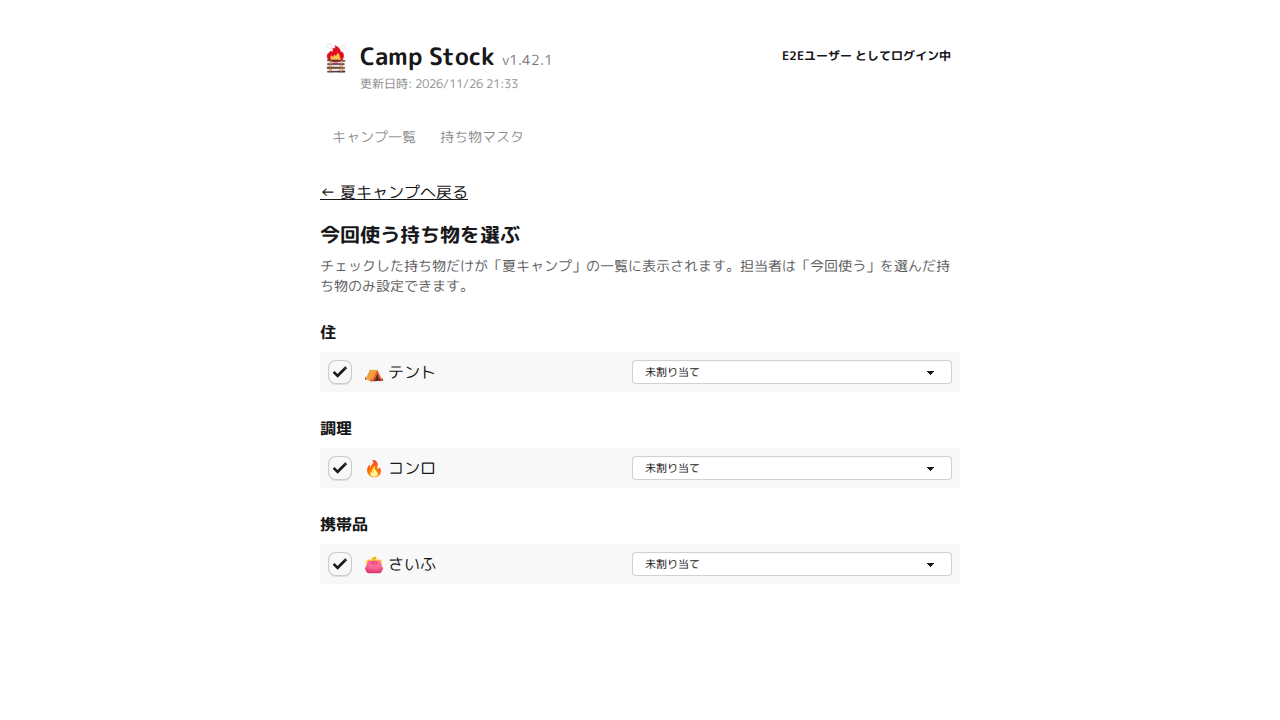 Camp Stock v1.42.1
E2Eユーザー としてログイン中
更新日時: 2026/11/26 21:33
キャンプ一覧 持ち物マスタ
← 夏キャンプへ戻る
今回使う持ち物を選ぶ
チェックした持ち物だけが「夏キャンプ」の一覧に表示されます。担当者は「今回使う」を選んだ持
ち物のみ設定できます。
住
テント 未割り当て
調理
コンロ 未割り当て
携帯品
さいふ 未割り当て